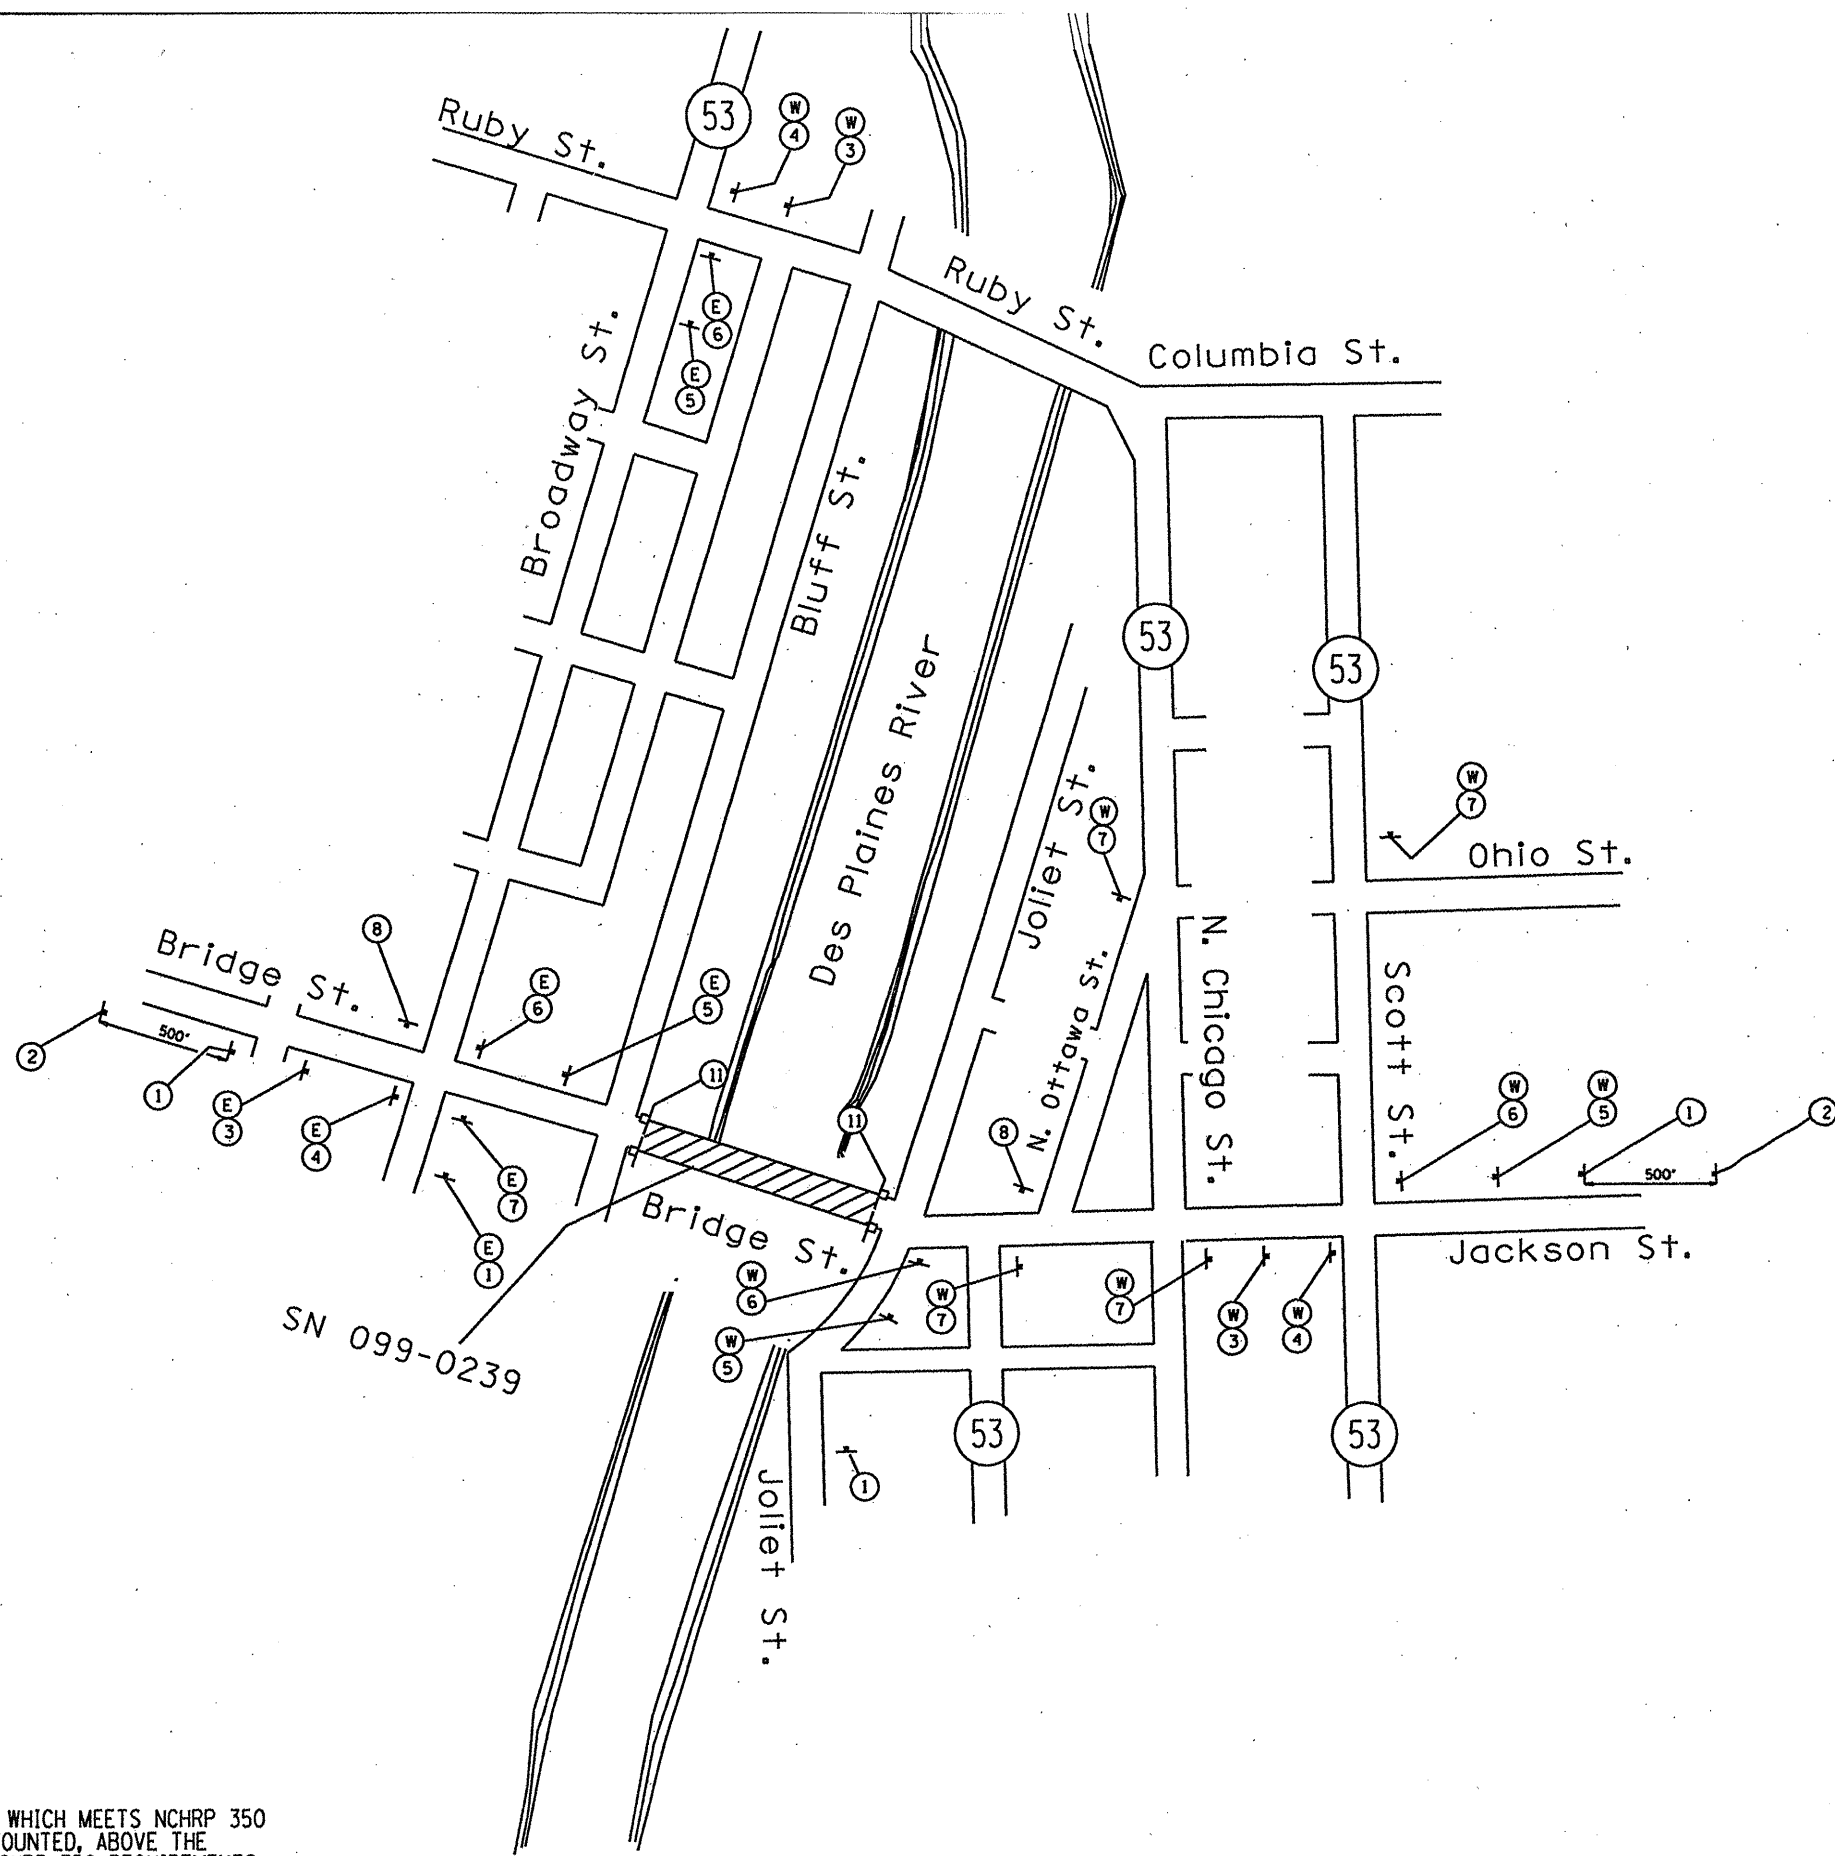 53
W
4
W
3
Ruby St.
E
6
E
5
Ruby St.
Columbia St.
Broadway St.
Bluff St.
53
53
Des Plaines River
Joliet St.
W
7
W
7
Ohio St.
8
Bridge St.
2
500'
1
E
3
E
4
E
6
E
5
11
11
N. Ottawa St.
8
N. Chicago St.
Scott St.
W
6
W
5
1
2
500'
E
7
E
1
Bridge St.
Jackson St.
W
6
W
5
W
7
W
7
W
3
W
4
SN 099-0239
53
53
1
Joliet St.
WHICH MEETS NCHRP 350
OUNTED, ABOVE THE